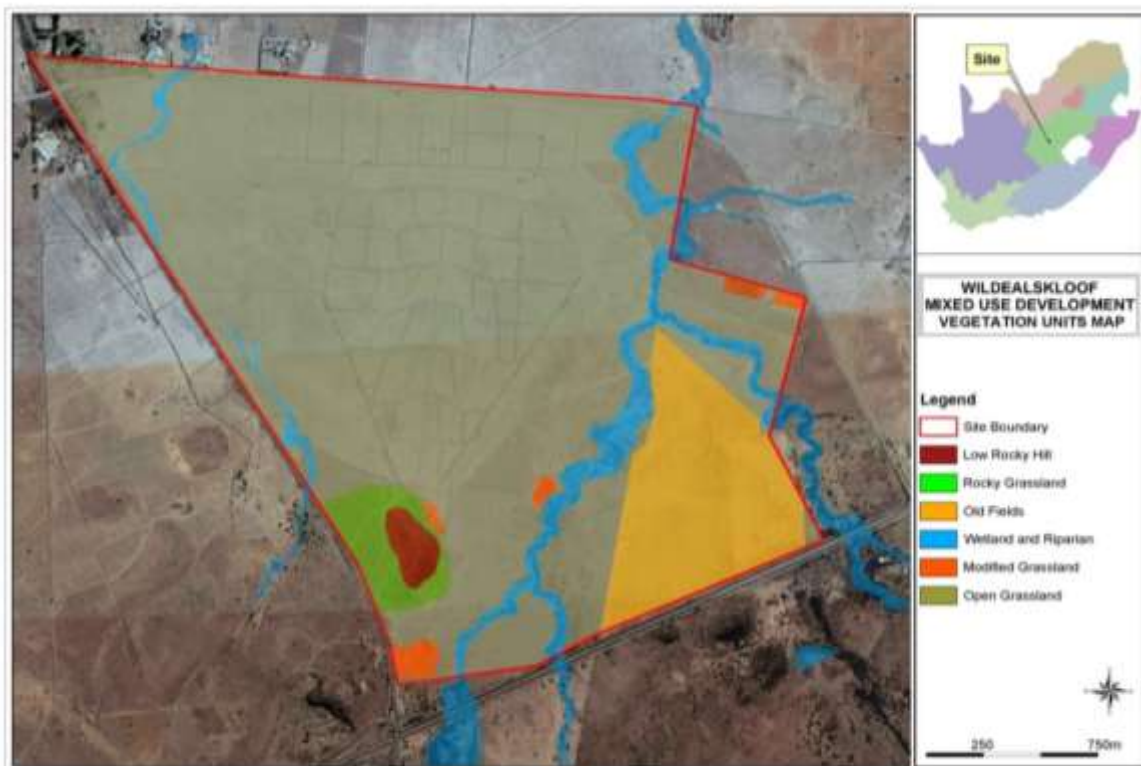 Site
WILDEALSKLOOF
MIXED USE DEVELOPMENT
VEGETATION UNITS MAP
Legend
Site Boundary
Low Rocky Hill
Rocky Grassland
Old Fields
Wetland and Riparian
Modified Grassland
Open Grassland
250 750m